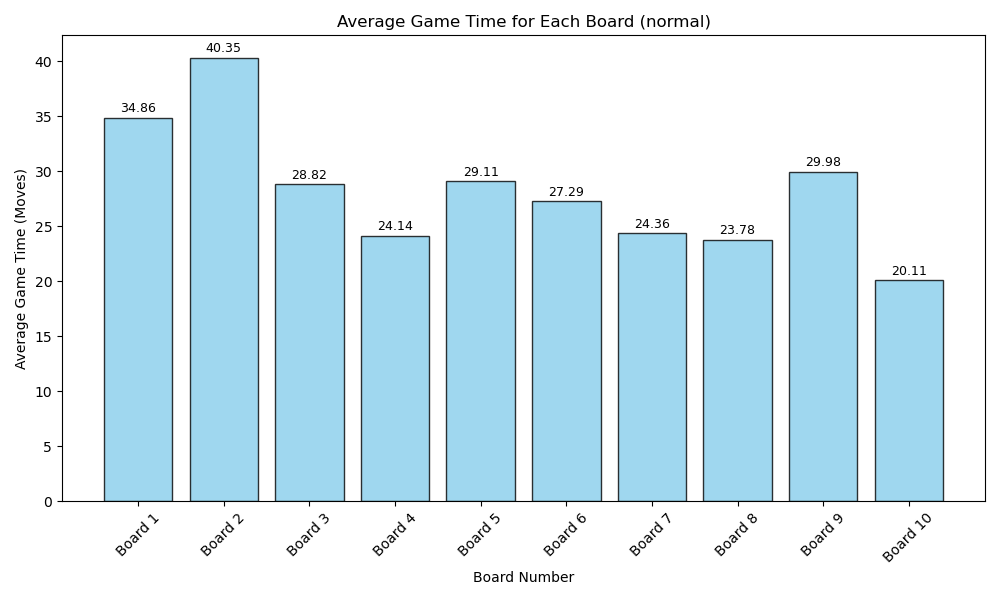 Average Game Time for Each Board (normal)
Average Game Time (Moves)
40
35
30
25
20
15
10
5
0
34.86
40.35
28.82
24.14
29.11
27.29
24.36
23.78
29.98
20.11
Board 1
Board 2
Board 3
Board 4
Board 5
Board 6
Board 7
Board 8
Board 9
Board 10
Board Number